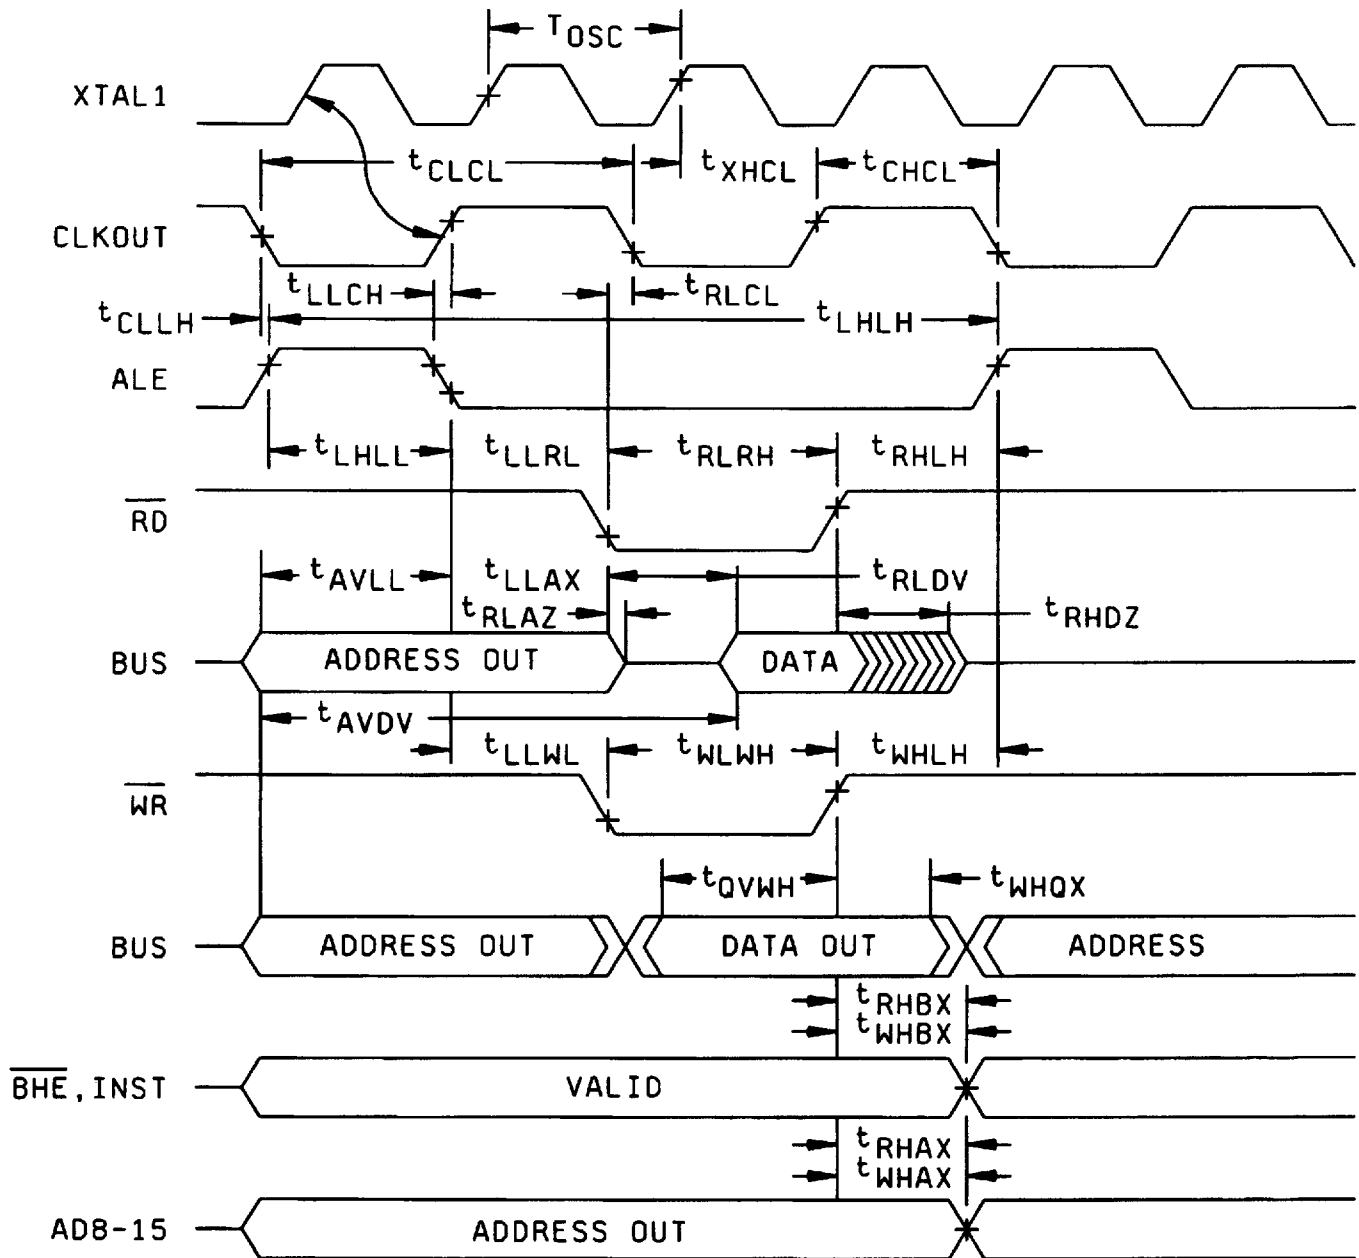 TOSC
XTAL1
tCLCL
tXHCL
tCHCL
CLKOUT
tLLCH
tRLCL
tCLLH
tLHLH
ALE
tLHLL
tLLRL
tRLRH
tRHLH
RD
tAVLL
tLLAX
tRLDV
tRLAZ
tRHDZ
BUS
ADDRESS OUT
DATA
tAVDV
tLLWL
tWLWH
tWHLH
WR
tQVWH
tWHQX
BUS
ADDRESS OUT
DATA OUT
ADDRESS
tRHBX
tWHBX
BHE, INST
VALID
tRHAX
tWHAX
AD8-15
ADDRESS OUT